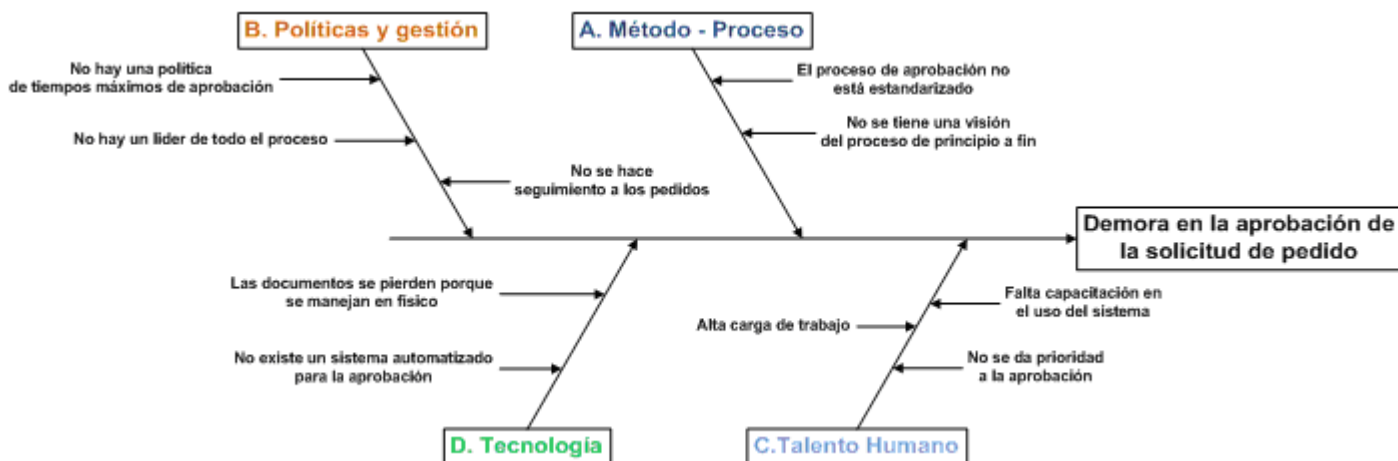 B. Políticas y gestión
A. Método - Proceso
No hay una política
de tiempos máximos de aprobación
El proceso de aprobación no
está estandarizado
No hay un lider de todo el proceso
No se tiene una visión
del proceso de principio a fin
No se hace
seguimiento a los pedidos
Demora en la aprobación de
la solicitud de pedido
Las documentos se pierden porque
se manejan en físico
Falta capacitación en
el uso del sistema
Alta carga de trabajo
No existe un sistema automatizado
para la aprobación
No se da prioridad
a la aprobación
D. Tecnología
C.Talento Humano